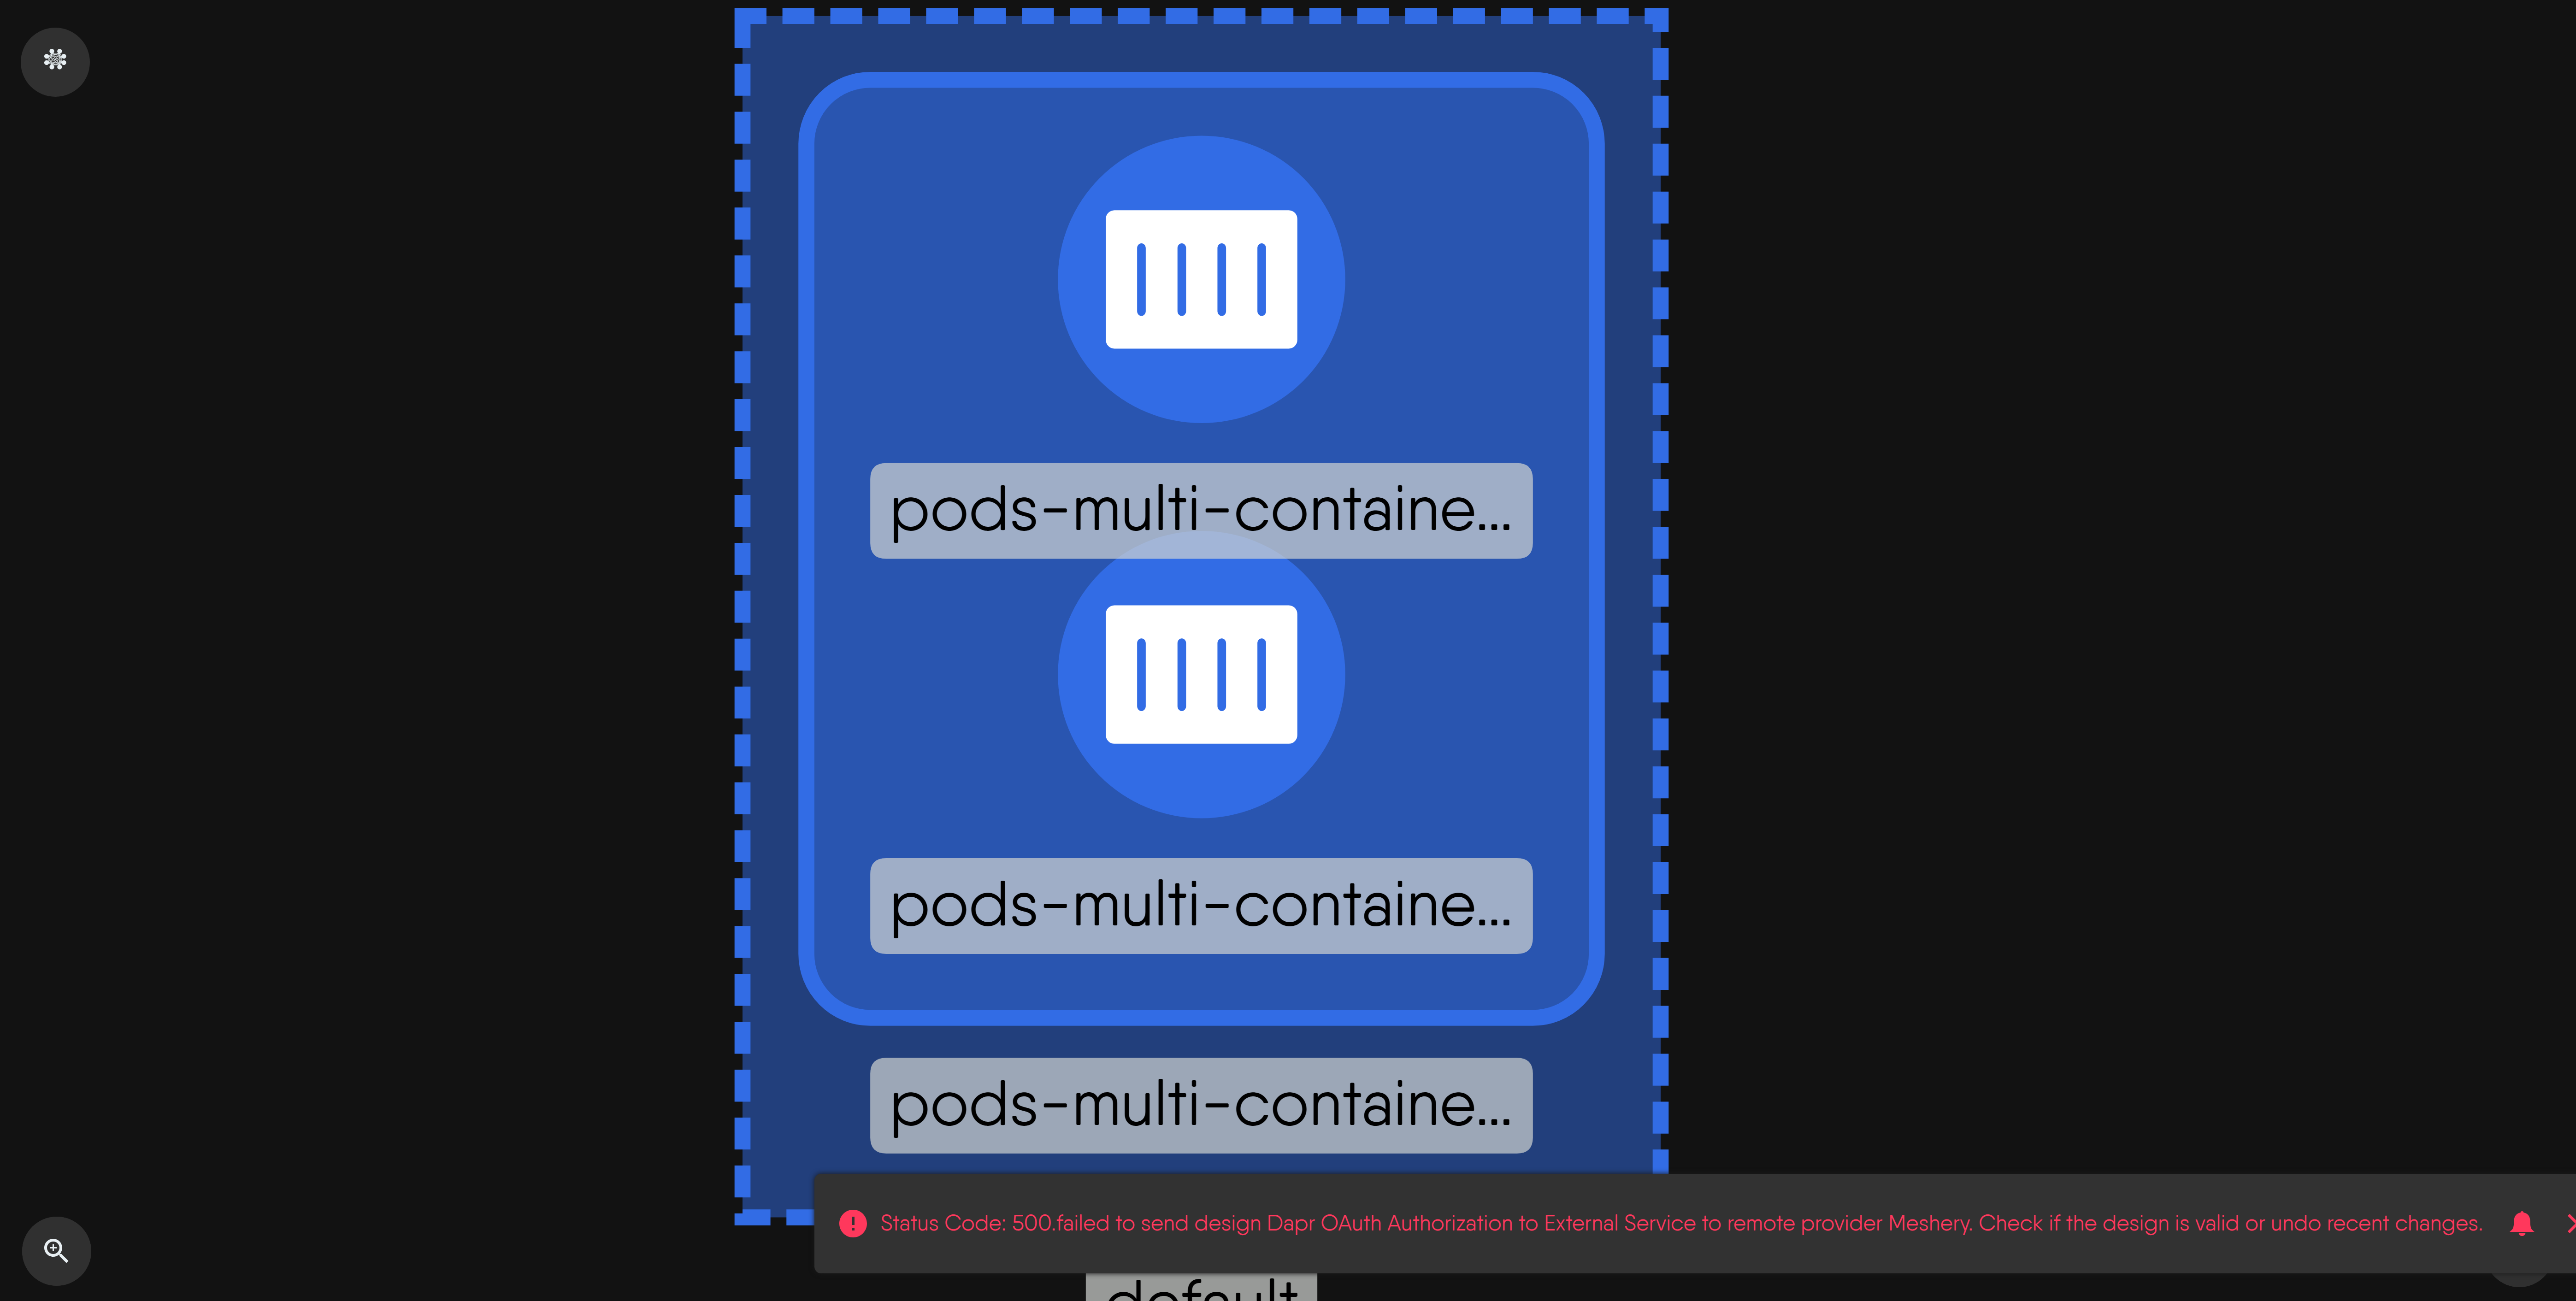 pods-multi-containe...
pods-multi-containe...
pods-multi-containe...
Status Code: 500.failed to send design Dapr OAuth Authorization to External Service to remote provider Meshery. Check if the design is valid or undo recent changes.
default